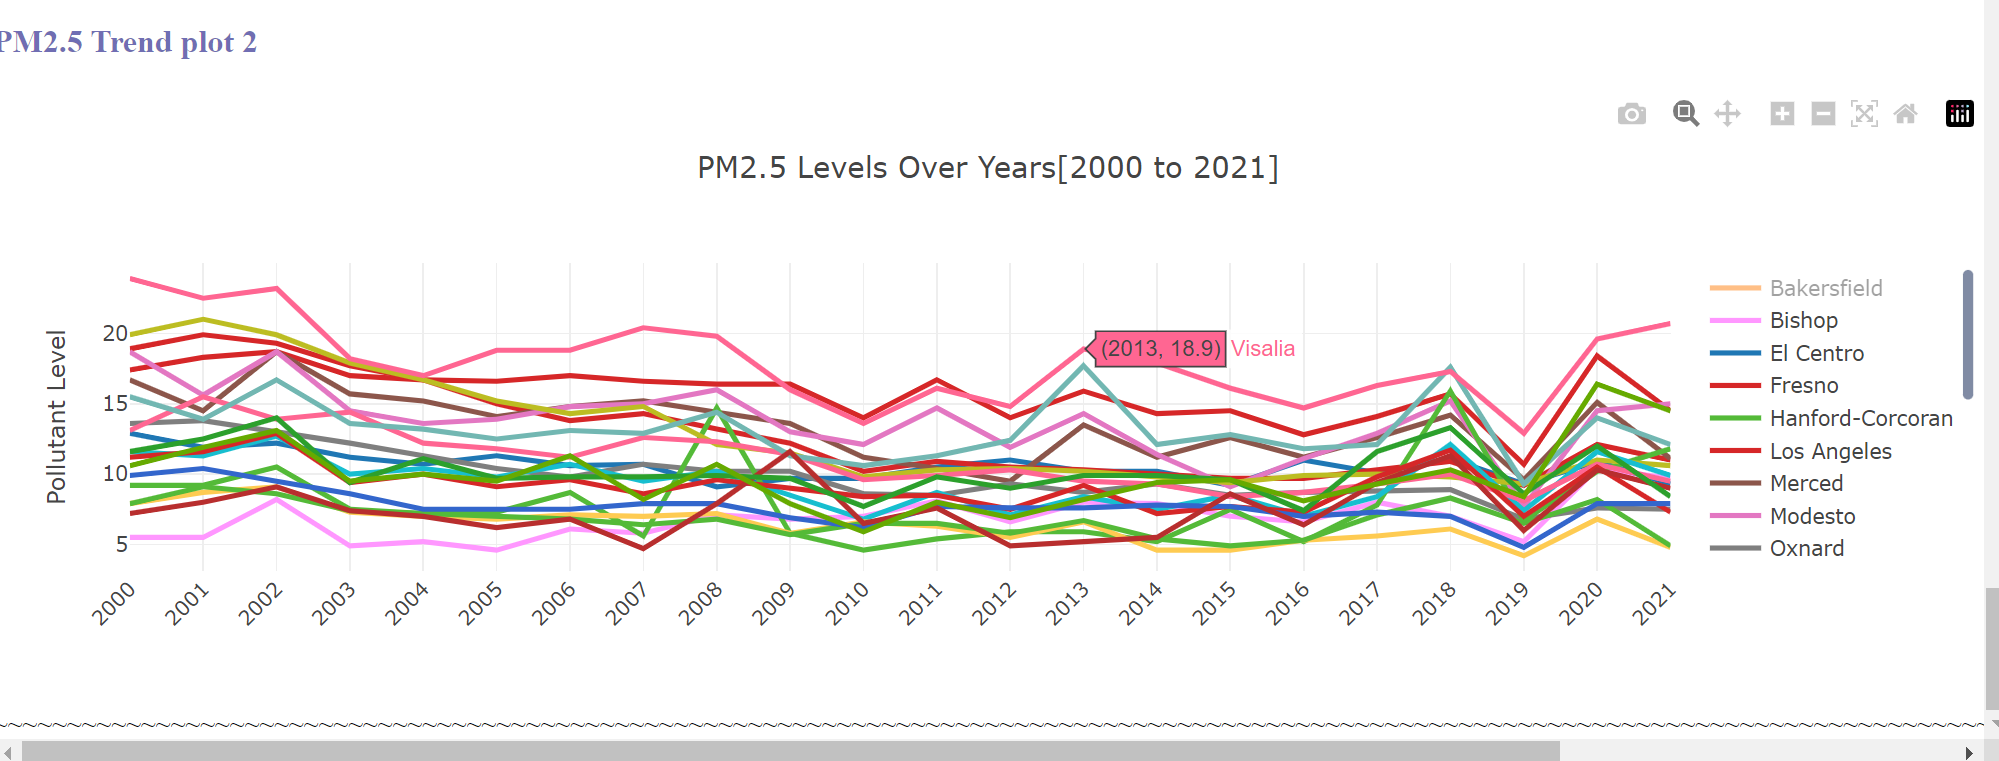 PM2.5 Trend plot 2
PM2.5 Levels Over Years[2000 to 2021]
Pollutant Level
20
15
10
5
(2013, 18.9) Visalia
2000 2001 2002 2003 2004 2005 2006 2007 2008 2009 2010 2011 2012 2013 2014 2015 2016 2017 2018 2019 2020 2021
Bakersfield
Bishop
El Centro
Fresno
Hanford-Corcoran
Los Angeles
Merced
Modesto
Oxnard